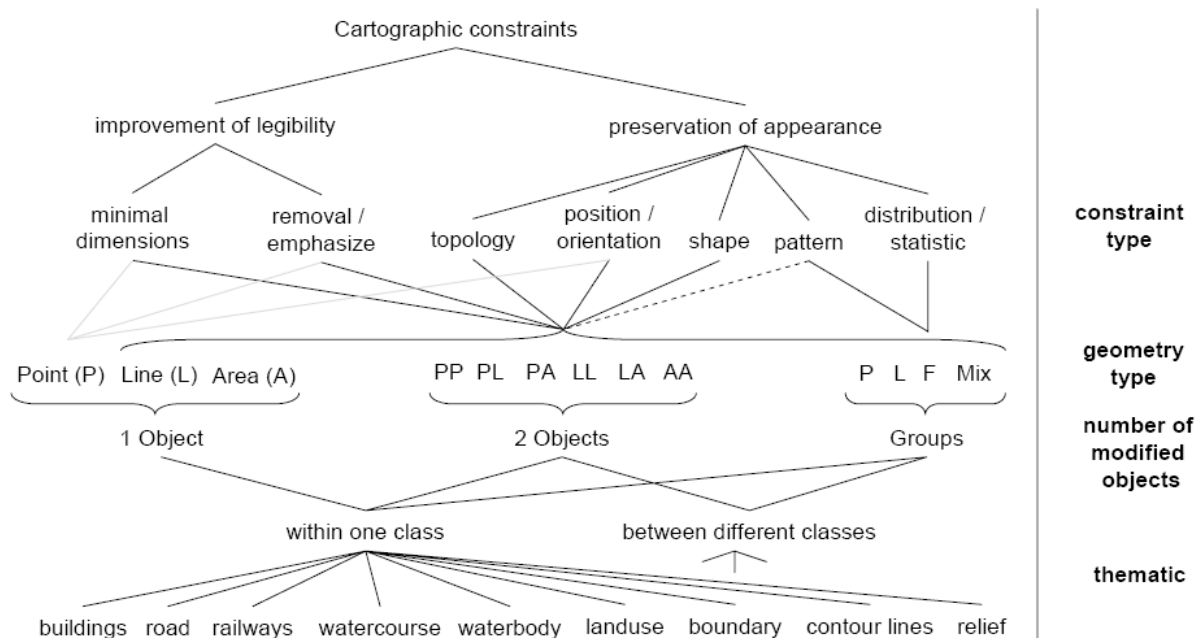 Cartographic constraints
improvement of legibility
preservation of appearance
minimal
dimensions
removal /
emphasize
topology
position /
orientation
shape
pattern
distribution /
statistic
constraint
type
Point (P) Line (L) Area (A)
PP PL PA LL LA AA
P L F Mix
geometry
type
1 Object
2 Objects
Groups
number of
modified
objects
within one class
between different classes
thematic
buildings road railways watercourse waterbody landuse boundary contour lines relief